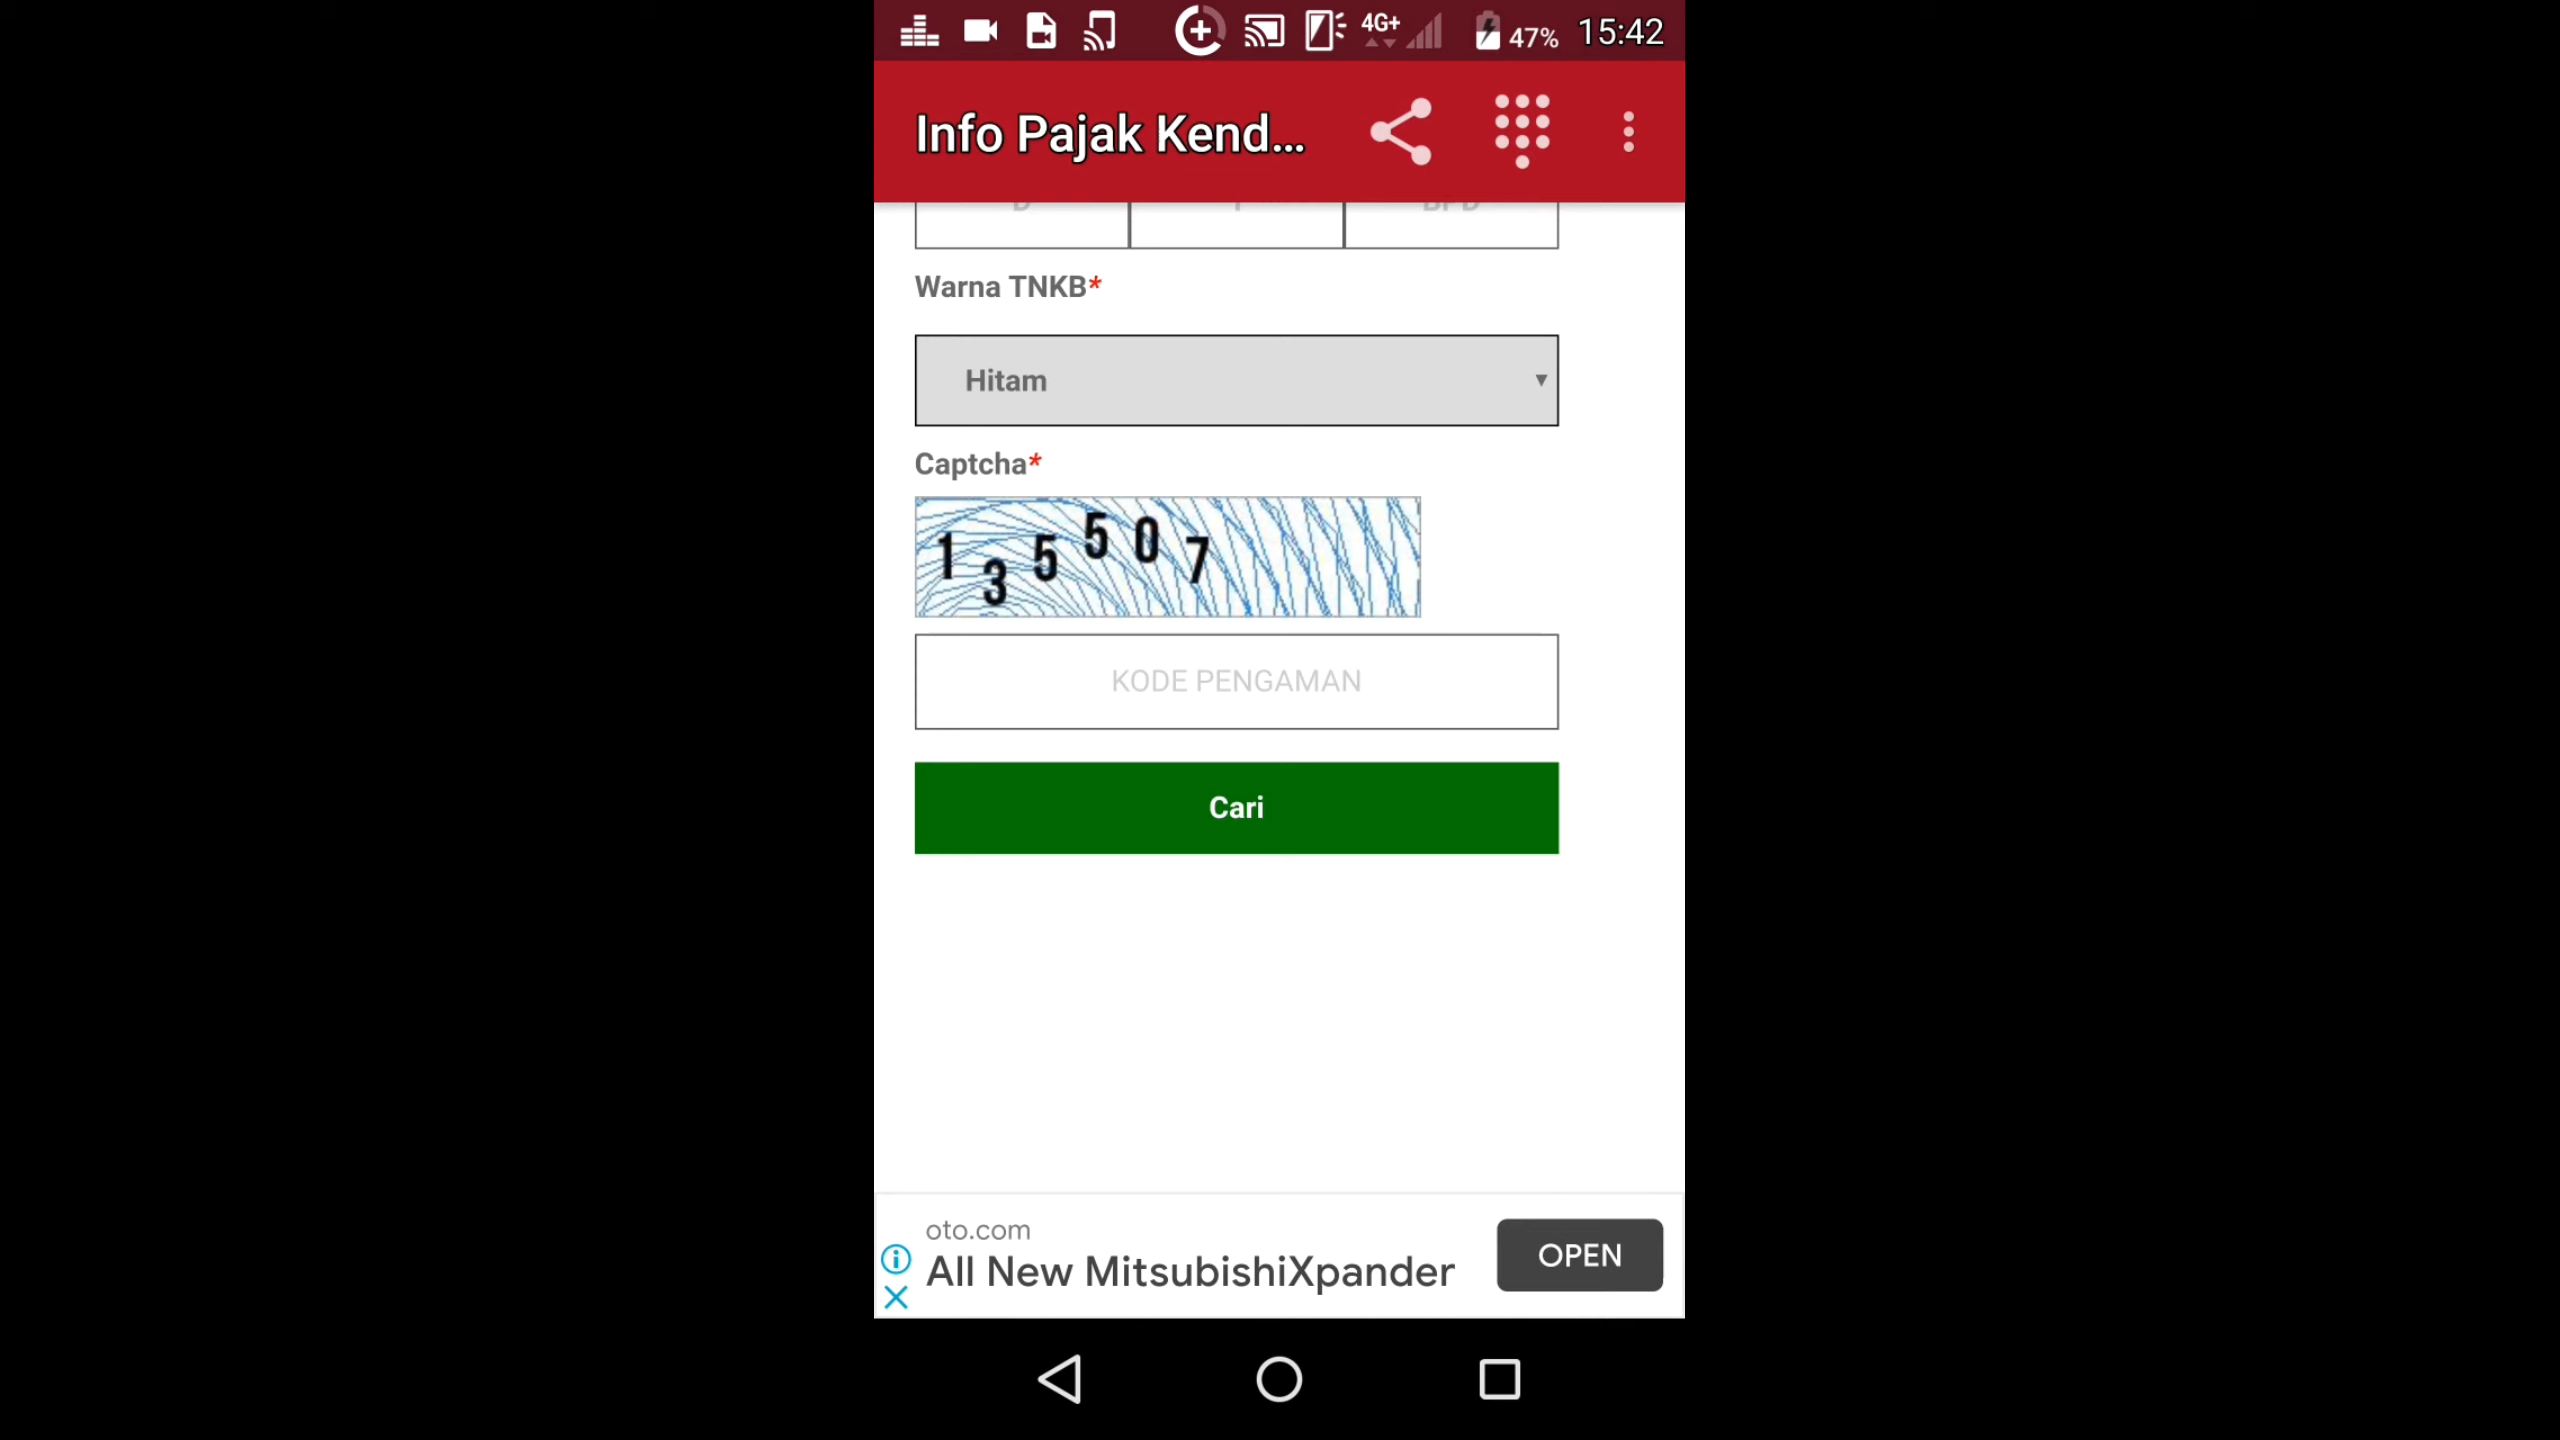 4G+ 47% 15:42
Info Pajak Kend...
Warna TNKB*
Hitam
Captcha*
135507
KODE PENGAMAN
Cari
oto.com
All New MitsubishiXpander
OPEN